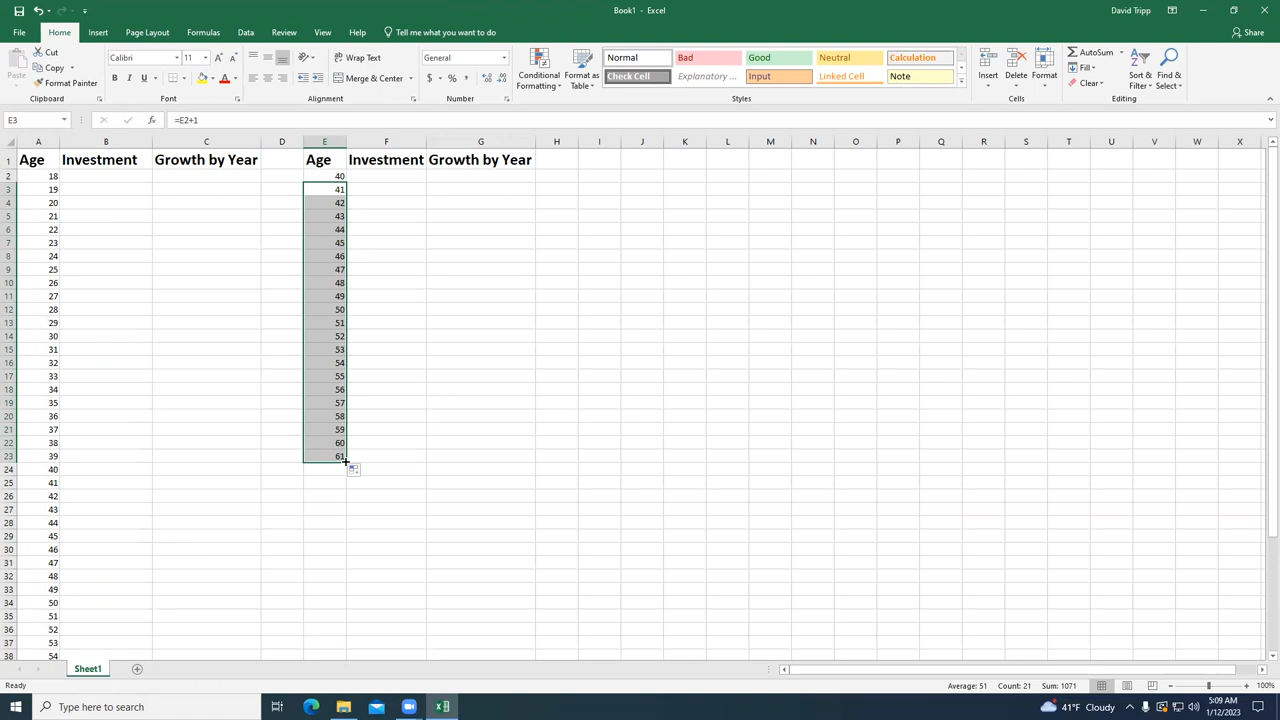 Book1 - Excel
David Tripp
File Home Insert Page Layout Formulas Data Review View Help Tell me what you want to do Share
Paste Cut Copy Format Painter
Calibri 11
B I U
Wrap Text
Merge & Center
General
$ % ,
Conditional Formatting Format as Table
Normal Bad Good Neutral Calculation
Check Cell Explanatory ... Input Linked Cell Note
Insert Delete Format
AutoSum Fill Clear
Sort & Filter Find & Select
Clipboard Font Alignment Number Styles Cells Editing
E3 fx =E2+1
A B C D E F G H I J K L M N O P Q R S T U V W X
1 Age Investment Growth by Year Age Investment Growth by Year
2 18 40
3 19 41
4 20 42
5 21 43
6 22 44
7 23 45
8 24 46
9 25 47
10 26 48
11 27 49
12 28 50
13 29 51
14 30 52
15 31 53
16 32 54
17 33 55
18 34 56
19 35 57
20 36 58
21 37 59
22 38 60
23 39 61
24 40
25 41
26 42
27 43
28 44
29 45
30 46
31 47
32 48
33 49
34 50
35 51
36 52
37 53
38 54
Sheet1
Ready Average: 51 Count: 21 Sum: 1071 100%
Type here to search 41°F Cloudy 5:09 AM
1/12/2023